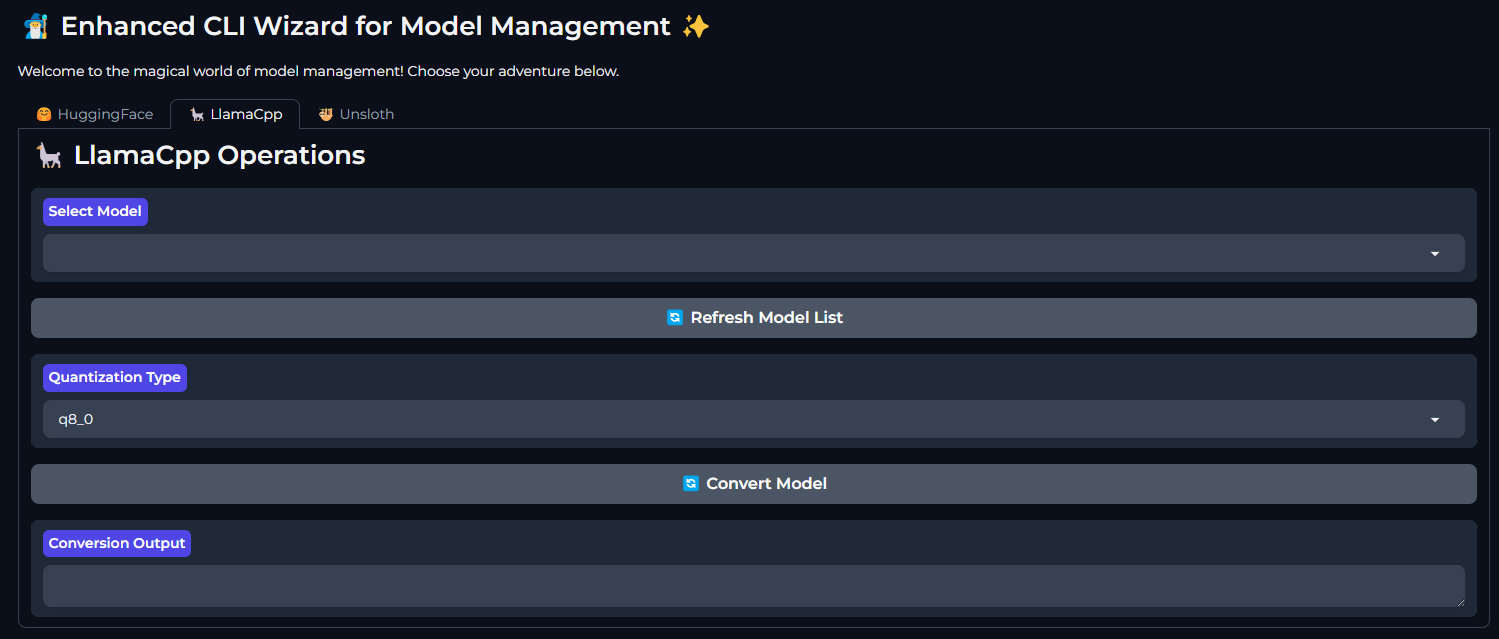 Enhanced CLI Wizard for Model Management
Welcome to the magical world of model management! Choose your adventure below.
HuggingFace LlamaCpp Unsloth
LlamaCpp Operations
Select Model
Refresh Model List
Quantization Type
q8_0
Convert Model
Conversion Output